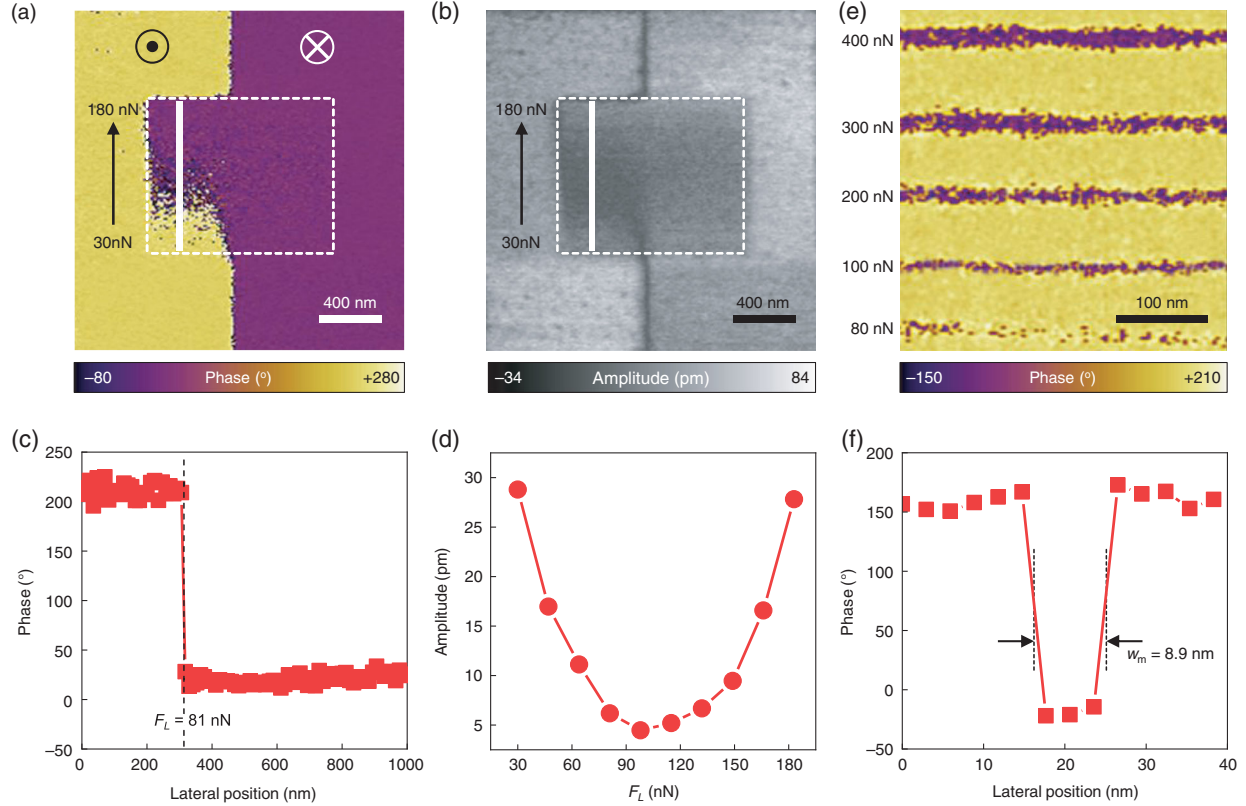 (a)
180 nN
30nN
400 nm
–80 Phase (°) +280
(b)
180 nN
30nN
400 nm
–34 Amplitude (pm) 84
(e)
400 nN
300 nN
200 nN
100 nN
80 nN
100 nm
–150 Phase (°) +210
(c)
Phase (°)
250
200
150
100
50
0
–50
F_L = 81 nN
0 200 400 600 800 1000
Lateral position (nm)
(d)
Amplitude (pm)
30
25
20
15
10
5
30 60 90 120 150 180
F_L (nN)
(f)
Phase (°)
200
150
100
50
0
–50
w_m = 8.9 nm
0 10 20 30 40
Lateral position (nm)